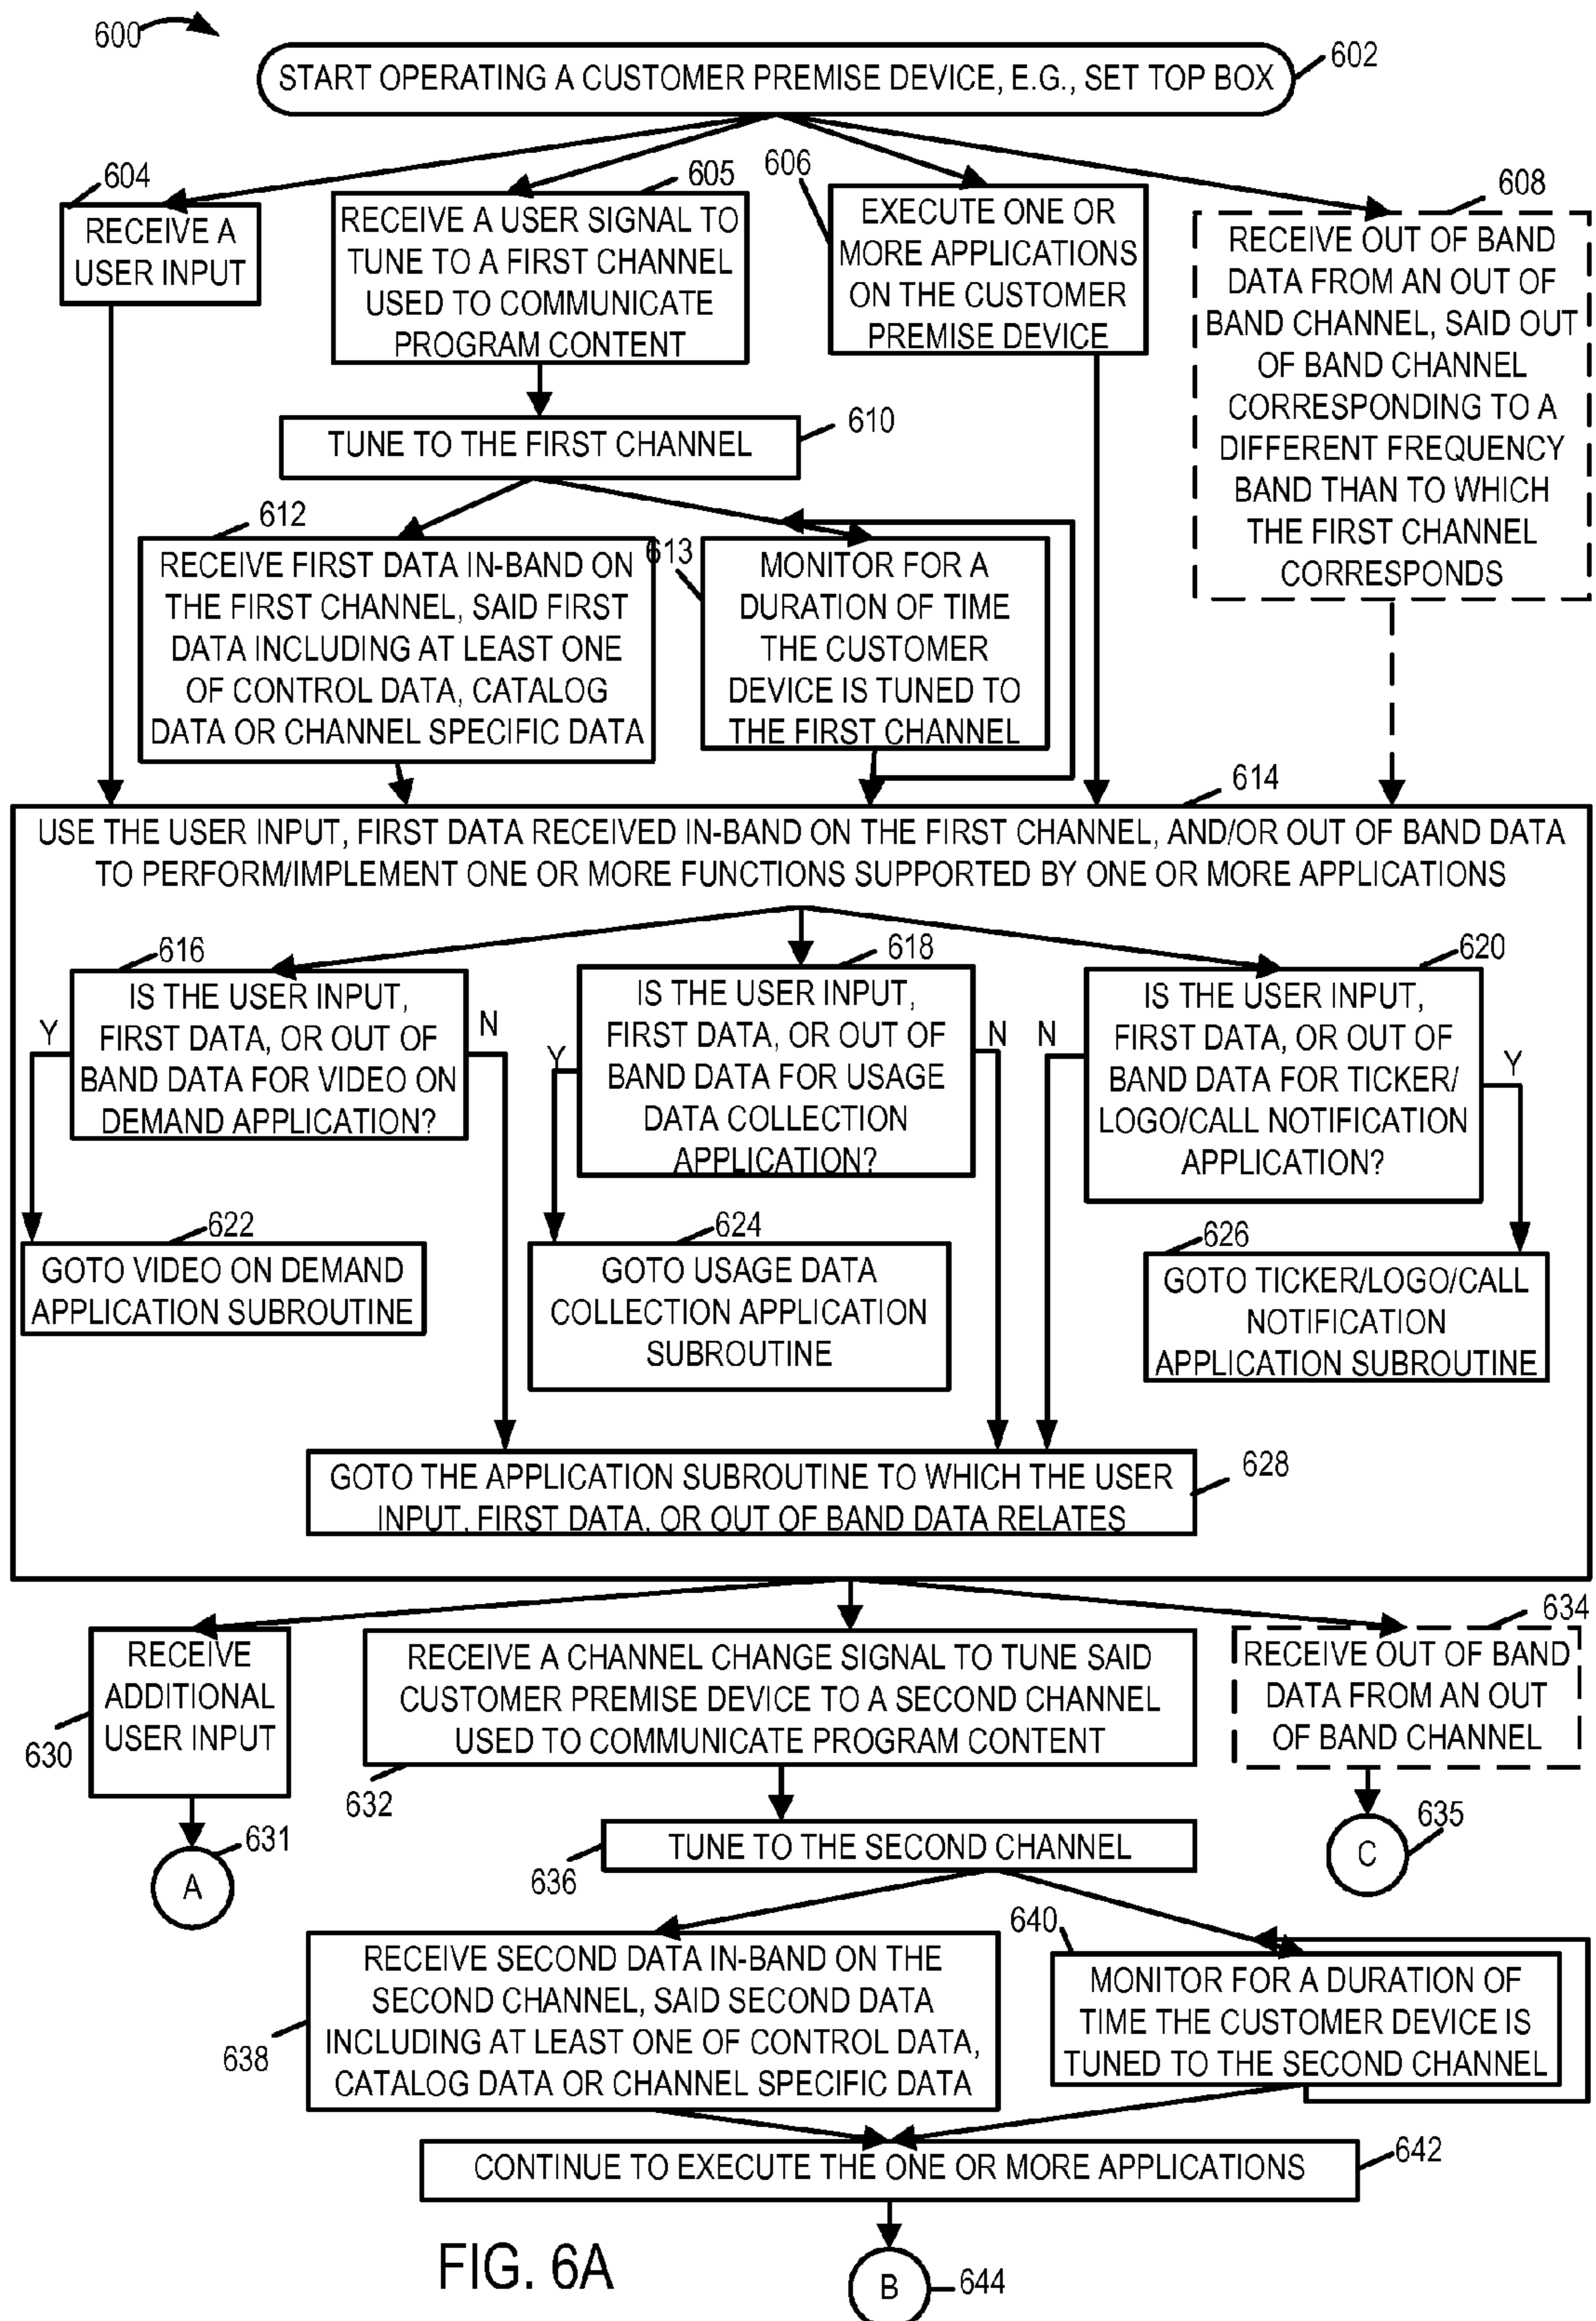 600
START OPERATING A CUSTOMER PREMISE DEVICE, E.G., SET TOP BOX
602
604
RECEIVE A
USER INPUT
605
RECEIVE A USER SIGNAL TO
TUNE TO A FIRST CHANNEL
USED TO COMMUNICATE
PROGRAM CONTENT
606
EXECUTE ONE OR
MORE APPLICATIONS
ON THE CUSTOMER
PREMISE DEVICE
608
RECEIVE OUT OF BAND
DATA FROM AN OUT OF
BAND CHANNEL, SAID OUT
OF BAND CHANNEL
CORRESPONDING TO A
DIFFERENT FREQUENCY
BAND THAN TO WHICH
THE FIRST CHANNEL
CORRESPONDS
TUNE TO THE FIRST CHANNEL
610
612
RECEIVE FIRST DATA IN-BAND ON
THE FIRST CHANNEL, SAID FIRST
DATA INCLUDING AT LEAST ONE
OF CONTROL DATA, CATALOG
DATA OR CHANNEL SPECIFIC DATA
613
MONITOR FOR A
DURATION OF TIME
THE CUSTOMER
DEVICE IS TUNED TO
THE FIRST CHANNEL
614
USE THE USER INPUT, FIRST DATA RECEIVED IN-BAND ON THE FIRST CHANNEL, AND/OR OUT OF BAND DATA
TO PERFORM/IMPLEMENT ONE OR MORE FUNCTIONS SUPPORTED BY ONE OR MORE APPLICATIONS
616
IS THE USER INPUT,
FIRST DATA, OR OUT OF
BAND DATA FOR VIDEO ON
DEMAND APPLICATION?
Y
N
618
IS THE USER INPUT,
FIRST DATA, OR OUT OF
BAND DATA FOR USAGE
DATA COLLECTION
APPLICATION?
Y
N
620
IS THE USER INPUT,
FIRST DATA, OR OUT OF
BAND DATA FOR TICKER/
LOGO/CALL NOTIFICATION
APPLICATION?
N
Y
622
GOTO VIDEO ON DEMAND
APPLICATION SUBROUTINE
624
GOTO USAGE DATA
COLLECTION APPLICATION
SUBROUTINE
626
GOTO TICKER/LOGO/CALL
NOTIFICATION
APPLICATION SUBROUTINE
GOTO THE APPLICATION SUBROUTINE TO WHICH THE USER
INPUT, FIRST DATA, OR OUT OF BAND DATA RELATES
628
RECEIVE
ADDITIONAL
USER INPUT
630
RECEIVE A CHANNEL CHANGE SIGNAL TO TUNE SAID
CUSTOMER PREMISE DEVICE TO A SECOND CHANNEL
USED TO COMMUNICATE PROGRAM CONTENT
632
634
RECEIVE OUT OF BAND
DATA FROM AN OUT
OF BAND CHANNEL
A
631
TUNE TO THE SECOND CHANNEL
636
C
635
RECEIVE SECOND DATA IN-BAND ON THE
SECOND CHANNEL, SAID SECOND DATA
INCLUDING AT LEAST ONE OF CONTROL DATA,
CATALOG DATA OR CHANNEL SPECIFIC DATA
638
640
MONITOR FOR A DURATION OF
TIME THE CUSTOMER DEVICE IS
TUNED TO THE SECOND CHANNEL
CONTINUE TO EXECUTE THE ONE OR MORE APPLICATIONS
642
FIG. 6A
B
644